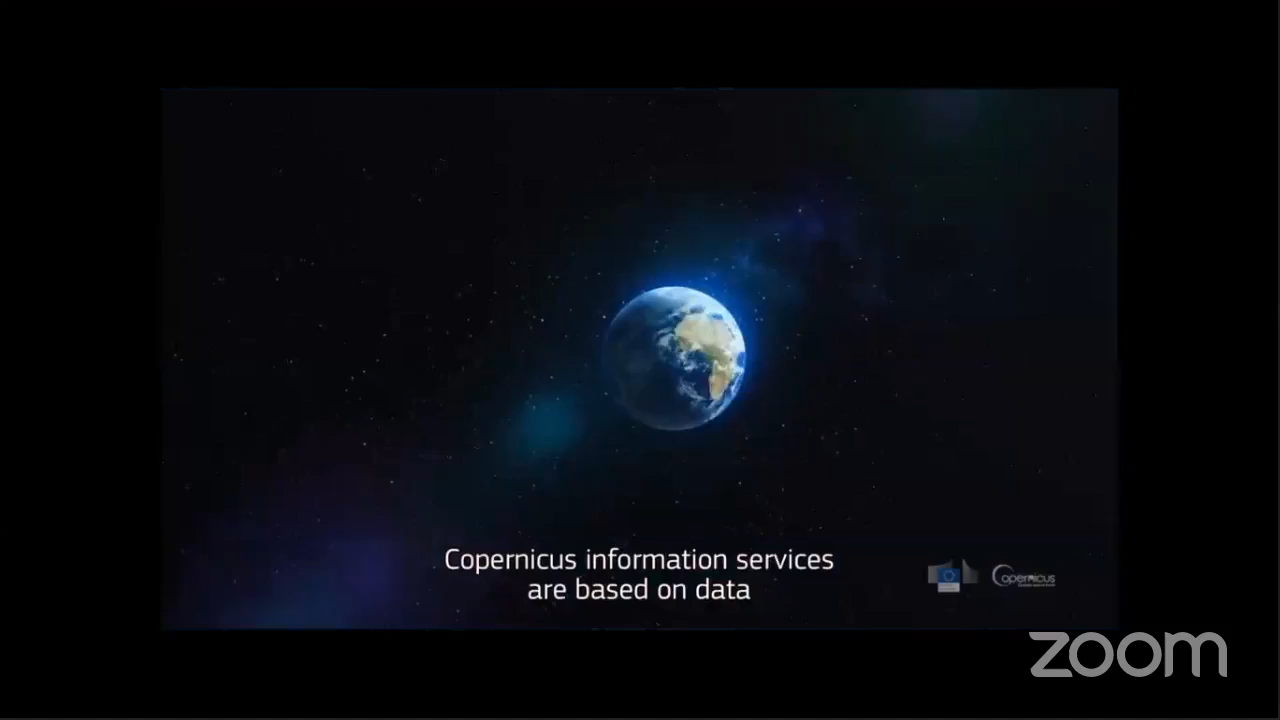 Copernicus information services
are based on data
Copernicus
zoom